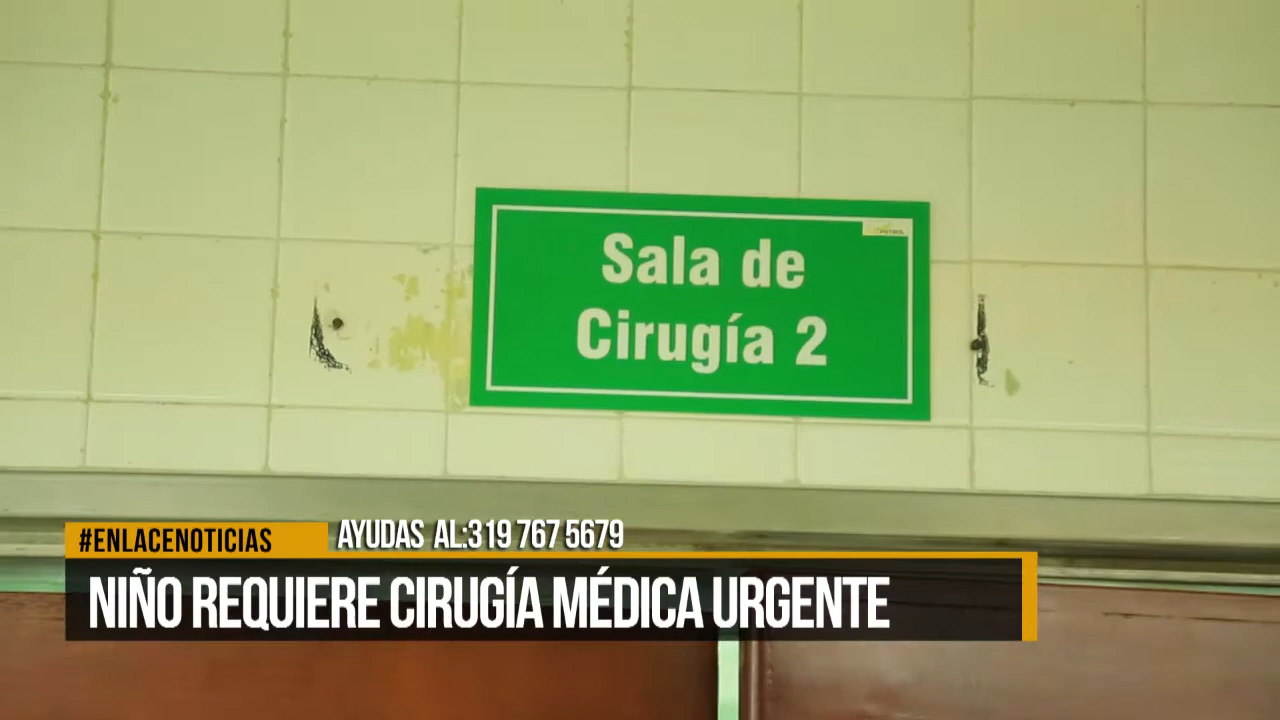 Sala de
Cirugía 2
#ENLACENOTICIAS
AYUDAS AL:319 767 5679
NIÑO REQUIERE CIRUGÍA MÉDICA URGENTE